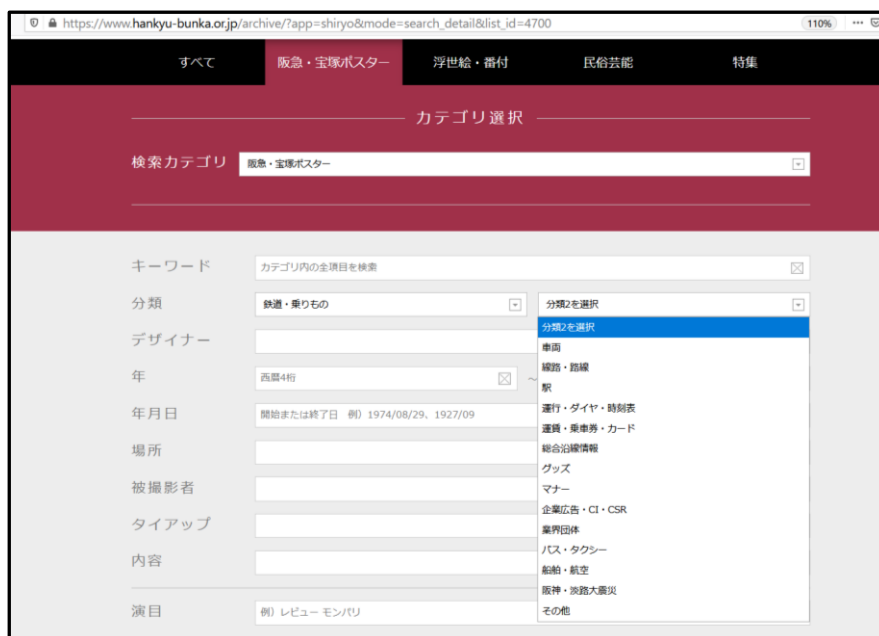 https://www.hankyu-bunka.or.jp/archive/?app=shiryo&mode=search_detail&list_id=4700 110% ...
すべて 阪急・宝塚ポスター 浮世絵・番付 民俗芸能 特集
カテゴリ選択
検索カテゴリ 阪急・宝塚ポスター
キーワード カテゴリ内の全項目を検索
分類 鉄道・乗りもの 分類2を選択
分類2を選択
デザイナー
車両
線路・路線
年 西暦4桁 ~
駅
運行・ダイヤ・時刻表
年月日 開始または終了日 例）1974/08/29、1927/09
運賃・乗車券・カード
場所
総合沿線情報
グッズ
被撮影者
マナー
企業広告・CI・CSR
タイアップ
業界団体
バス・タクシー
内容
船舶・航空
阪神・淡路大震災
演目 例）レビュー モンパリ
その他